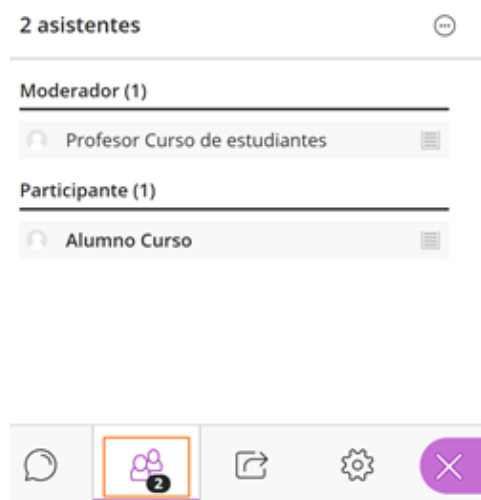 2 asistentes
Moderador (1)
Profesor Curso de estudiantes
Participante (1)
Alumno Curso
2